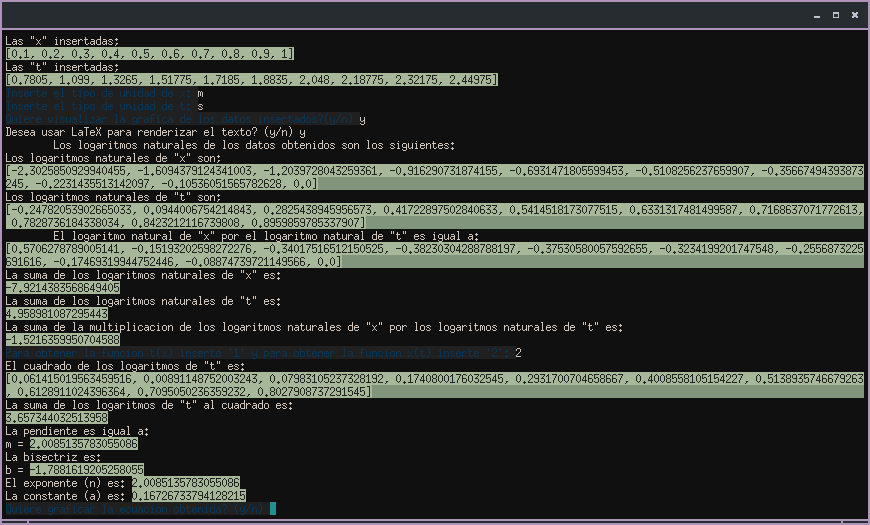 Las "x" insertadas:
[0.1, 0.2, 0.3, 0.4, 0.5, 0.6, 0.7, 0.8, 0.9, 1]
Las "t" insertadas:
[0.7805, 1.099, 1.3265, 1.51775, 1.7185, 1.8835, 2.048, 2.18775, 2.32175, 2.44975]
Inserte el tipo de unidad de x: m
Inserte el tipo de unidad de t: s
Quiere visualizar la grafica de los datos insertados?(y/n) y
Desea usar LaTeX para renderizar el texto? (y/n) y
Los logaritmos naturales de los datos obtenidos son los siguientes:
Los logaritmos naturales de "x" son:
[-2.3025850929940455, -1.6094379124341003, -1.2039728043259361, -0.916290731874155, -0.6931471805599453, -0.5108256237659907, -0.35667494393873
245, -0.2231435513142097, -0.10536051565782628, 0.0]
Los logaritmos naturales de "t" son:
[-0.24782053902665033, 0.0944006754214843, 0.2825438945956573, 0.41722897502840633, 0.5414518173077515, 0.6331317481499587, 0.7168637071772613,
0.7828736184338034, 0.8423212116739808, 0.8959859785337907]
El logaritmo natural de "x" por el logaritmo natural de "t" es igual a:
[0.5706278789006141, -0.15193202598272276, -0.3401751651215052​5, -0.38230304288788197, -0.37530580057592655, -0.3234199201747548, -0.2556873225
691616, -0.17469319944752446, -0.08874739721149566, 0.0]
La suma de los logaritmos naturales de "x" es:
-7.9214383568649405
La suma de los logaritmos naturales de "t" es:
4.958981087295443
La suma de la multiplicacion de los logaritmos naturales de "x" por los logaritmos naturales de "t" es:
-1.5216359950704588
Para obtener la funcion t(x) inserte '1' y para obtener la funcion x(t) inserte '2': 2
El cuadrado de los logaritmos de "t" es:
[0.061415019563459516, 0.00891148752003243, 0.07983105237328192, 0.1740800176032545, 0.2931700704658667, 0.4008558105154227, 0.5138935746679263
, 0.6128911024396364, 0.7095050236359232, 0.8027908737291545]
La suma de los logaritmos de "t" al cuadrado es:
3.657344032513958
La pendiente es igual a:
m = 2.0085135783055086
La bisectriz es:
b = -1.7881619205258055
El exponente (n) es: 2.0085135783055086
La constante (a) es: 0.16726733794128215
Quiere graficar la ecuacion obtenida? (y/n)